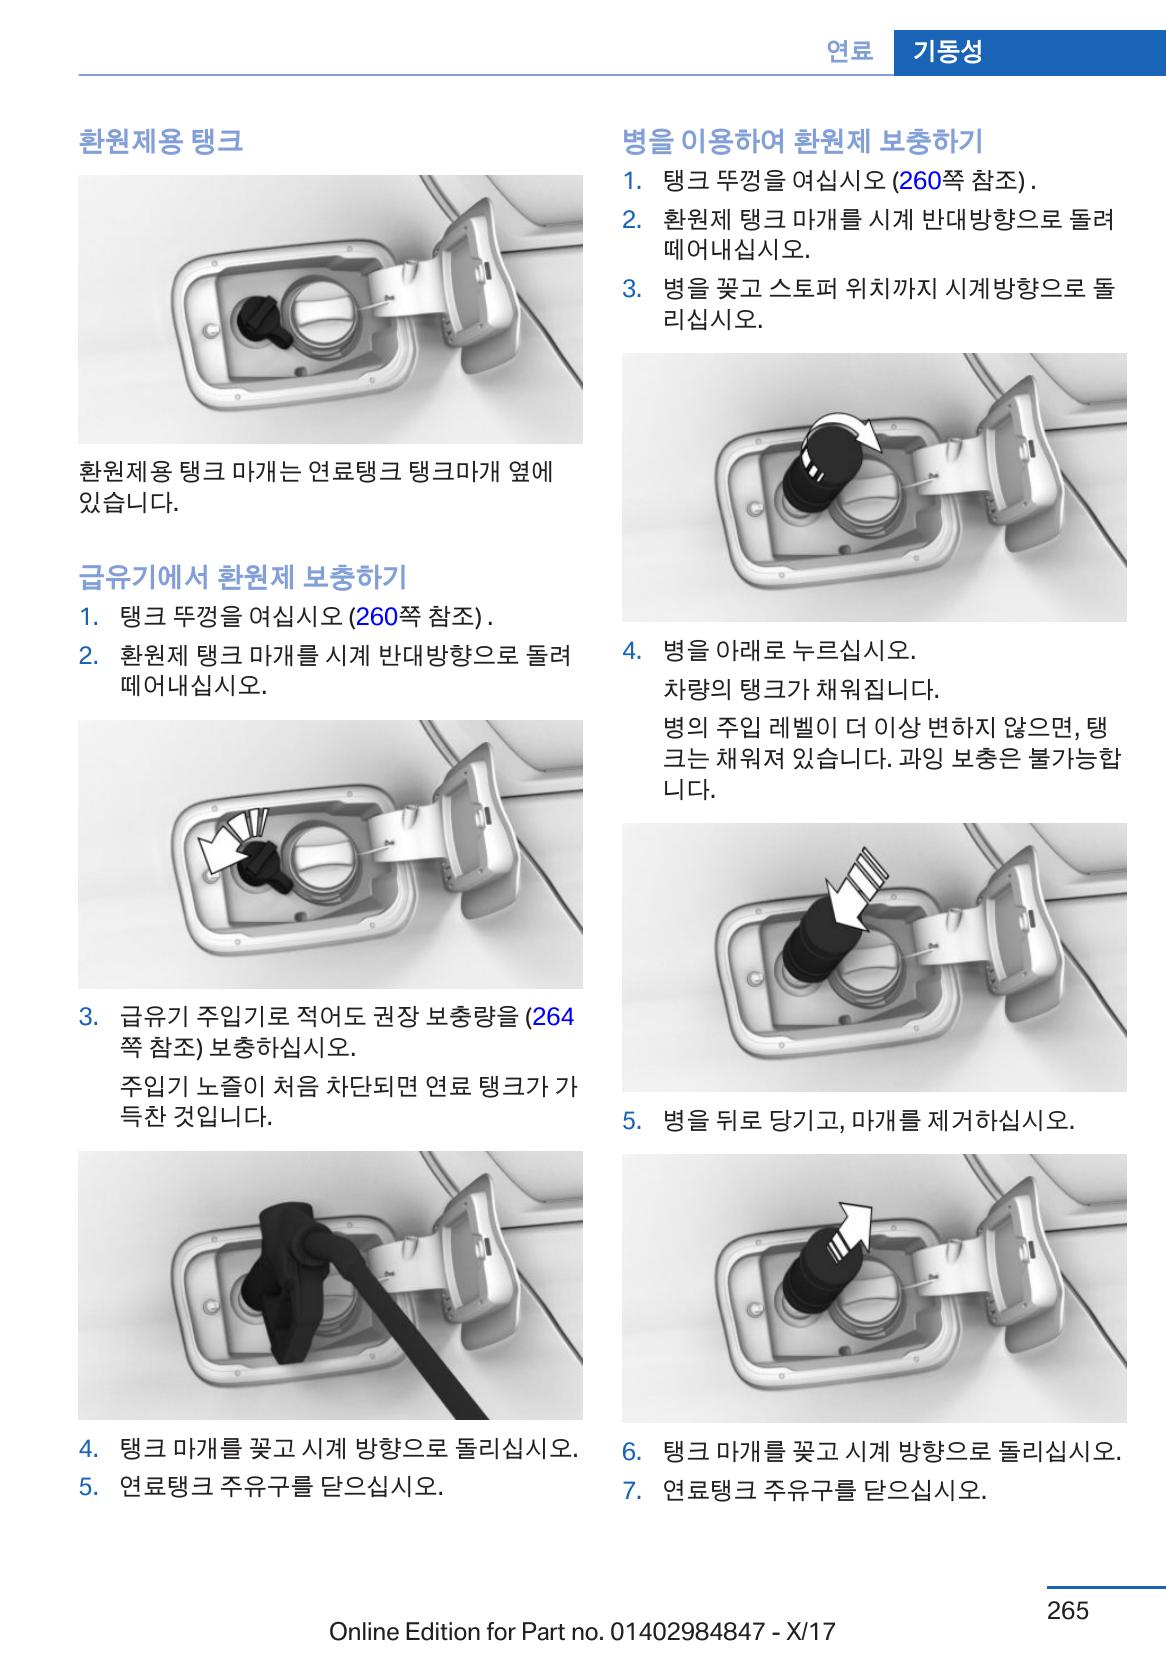 연료 기동성
환원제용 탱크
환원제용 탱크 마개는 연료탱크 탱크마개 옆에
있습니다.
급유기에서 환원제 보충하기
1. 탱크 뚜껑을 여십시오 (260쪽 참조) .
2. 환원제 탱크 마개를 시계 반대방향으로 돌려
떼어내십시오.
3. 급유기 주입기로 적어도 권장 보충량을 (264
쪽 참조) 보충하십시오.
주입기 노즐이 처음 차단되면 연료 탱크가 가
득찬 것입니다.
4. 탱크 마개를 꽂고 시계 방향으로 돌리십시오.
5. 연료탱크 주유구를 닫으십시오.
병을 이용하여 환원제 보충하기
1. 탱크 뚜껑을 여십시오 (260쪽 참조) .
2. 환원제 탱크 마개를 시계 반대방향으로 돌려
떼어내십시오.
3. 병을 꽂고 스토퍼 위치까지 시계방향으로 돌
리십시오.
4. 병을 아래로 누르십시오.
차량의 탱크가 채워집니다.
병의 주입 레벨이 더 이상 변하지 않으면, 탱
크는 채워져 있습니다. 과잉 보충은 불가능합
니다.
5. 병을 뒤로 당기고, 마개를 제거하십시오.
6. 탱크 마개를 꽂고 시계 방향으로 돌리십시오.
7. 연료탱크 주유구를 닫으십시오.
265
Online Edition for Part no. 01402984847 - X/17